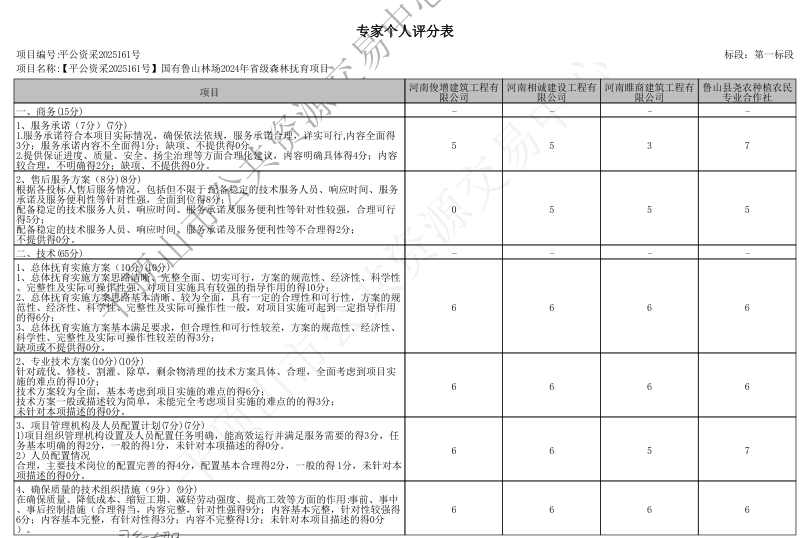 专家个人评分表
项目编号:平公资采2025161号
标段：第一标段
项目名称:【平公资采2025161号】国有鲁山林场2024年省级森林抚育项目
项目 河南俊增建筑工程有限公司 河南相诚建设工程有限公司 河南睢商建筑工程有限公司 鲁山县尧农种植农民专业合作社
一、商务(15分) — — — —
1、服务承诺（7分）(7分)
1.服务承诺符合本项目实际情况，确保依法依规，服务承诺合理、详实可行,内容全面得
3分；服务承诺内容不全面得1分；缺项、不提供得0分。
2.提供保证进度、质量、安全、扬尘治理等方面合理化建议，内容明确具体得4分；内容
较合理，不明确得2分；缺项、不提供得0分。
5 5 3 7
2、售后服务方案（8分)(8分)
根据各投标人售后服务情况，包括但不限于:配备稳定的技术服务人员、响应时间、服务
承诺及服务便利性等针对性强，全面到位得8分；
配备稳定的技术服务人员、响应时间、服务承诺及服务便利性等针对性较强，合理可行
得5分；
配备稳定的技术服务人员、响应时间、服务承诺及服务便利性等不合理得2分；
不提供得0分。
0 5 5 5
二、技术(65分) — — — —
1、总体抚育实施方案（10分)(10分)
1、总体抚育实施方案思路清晰、完整全面、切实可行，方案的规范性、经济性、科学性
、完整性及实际可操作性强、对项目实施具有较强的指导作用的得10分；
2、总体抚育实施方案思路基本清晰、较为全面，具有一定的合理性和可行性，方案的规
范性、经济性、科学性、完整性及实际可操作性一般，对项目实施可起到一定指导作用
的得6分；
3、总体抚育实施方案基本满足要求，但合理性和可行性较差，方案的规范性、经济性、
科学性、完整性及实际可操作性较差得3分；
缺项或不提供得0分。
6 6 6 6
2、专业技术方案(10分)(10分)
针对疏伐、修枝、割灌、除草，剩余物清理的技术方案具体、合理，全面考虑到项目实
施的难点的得10分；
技术方案较为全面，基本考虑到项目实施的难点的得6分；
技术方案一般或描述较为简单，未能完全考虑项目实施的难点的的得3分；
未针对本项描述的得0分。
6 6 6 6
3、项目管理机构及人员配置计划(7分)(7分)
1)项目组织管理机构设置及人员配置任务明确，能高效运行并满足服务需要的得3分，任
务基本明确的得2分，一般的得1分，未针对本项描述的得0分。
2）人员配置情况
合理，主要技术岗位的配置完善的得4分，配置基本合理得2分，一般的得 1分，未针对本
项描述的得0分。
6 6 5 7
4、确保质量的技术组织措施（9分）(9分)
在确保质量、降低成本、缩短工期、减轻劳动强度、提高工效等方面的作用:事前、事中
、事后控制措施（合理得当，内容完整，针对性强得9分；内容基本完整，针对性较强得
6分；内容基本完整，有针对性得3分；内容不完整得1分；未针对本项目描述的得0分
）。
6 6 6 6
平顶山市公共资源交易中心
平顶山市公共资源交易中心